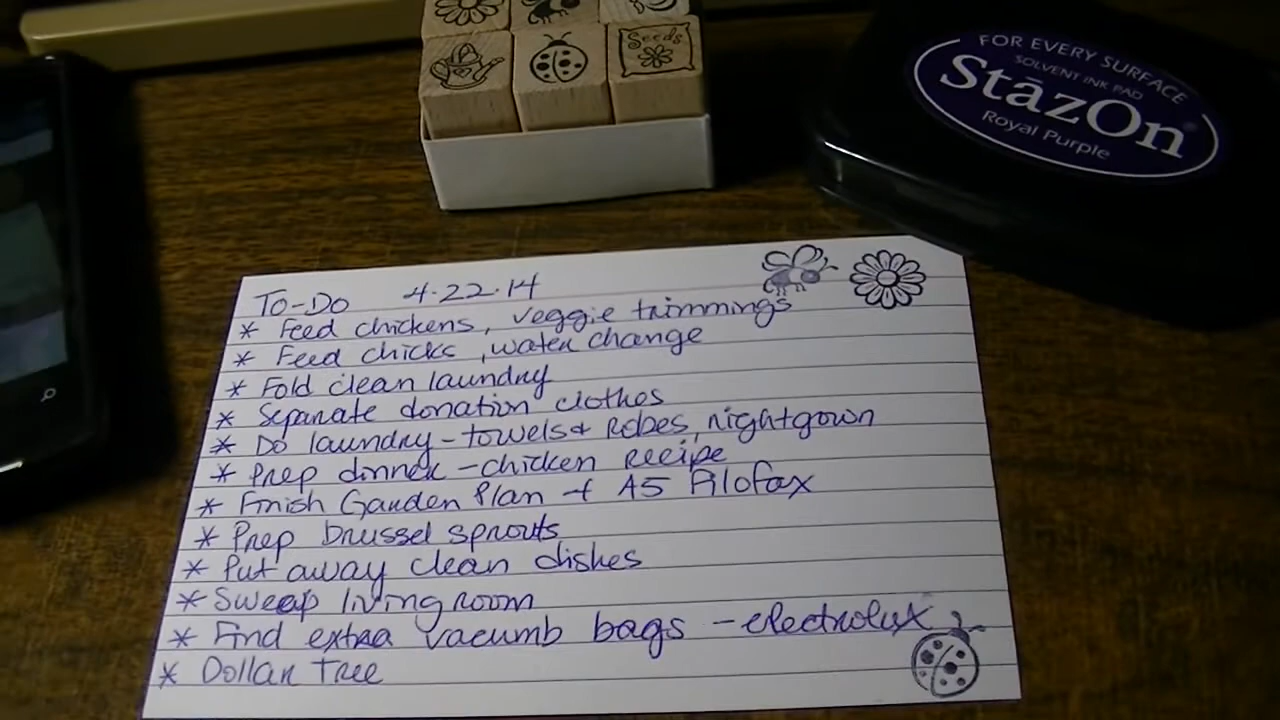 Seeds
FOR EVERY SURFACE
SOLVENT INK PAD
StāzOn
Royal Purple
TO-DO 4.22.14
* Feed chickens, veggie trimmings
* Feed chicks, water change
* Fold clean laundry
* Separate donation clothes
* Do laundry - towels + Robes, nightgown
* Prep dinner - chicken recipe
* Finish Garden Plan + A5 Filofax
* Prep brussel sprouts
* Put away clean dishes
* Sweep living room
* Find extra vacumb bags - electrolux
* Dollar Tree